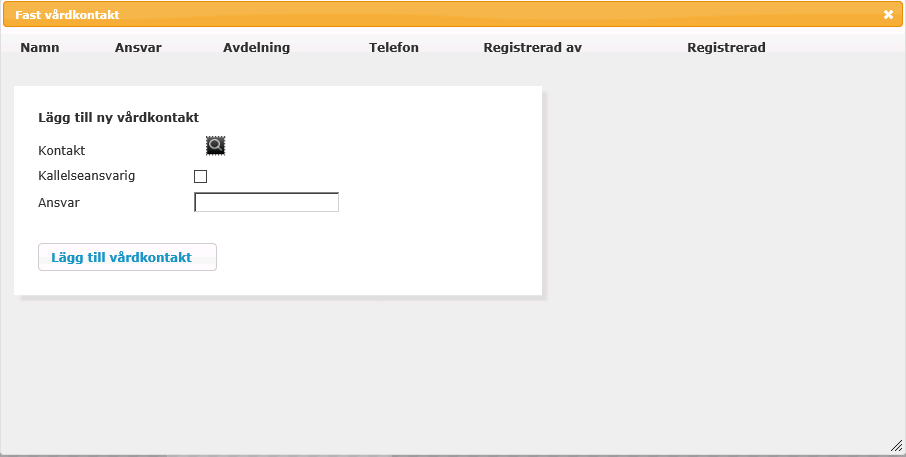 Fast vårdkontakt
Namn Ansvar Avdelning Telefon Registrerad av Registrerad
Lägg till ny vårdkontakt
Kontakt
Kallelseansvarig
Ansvar
Lägg till vårdkontakt